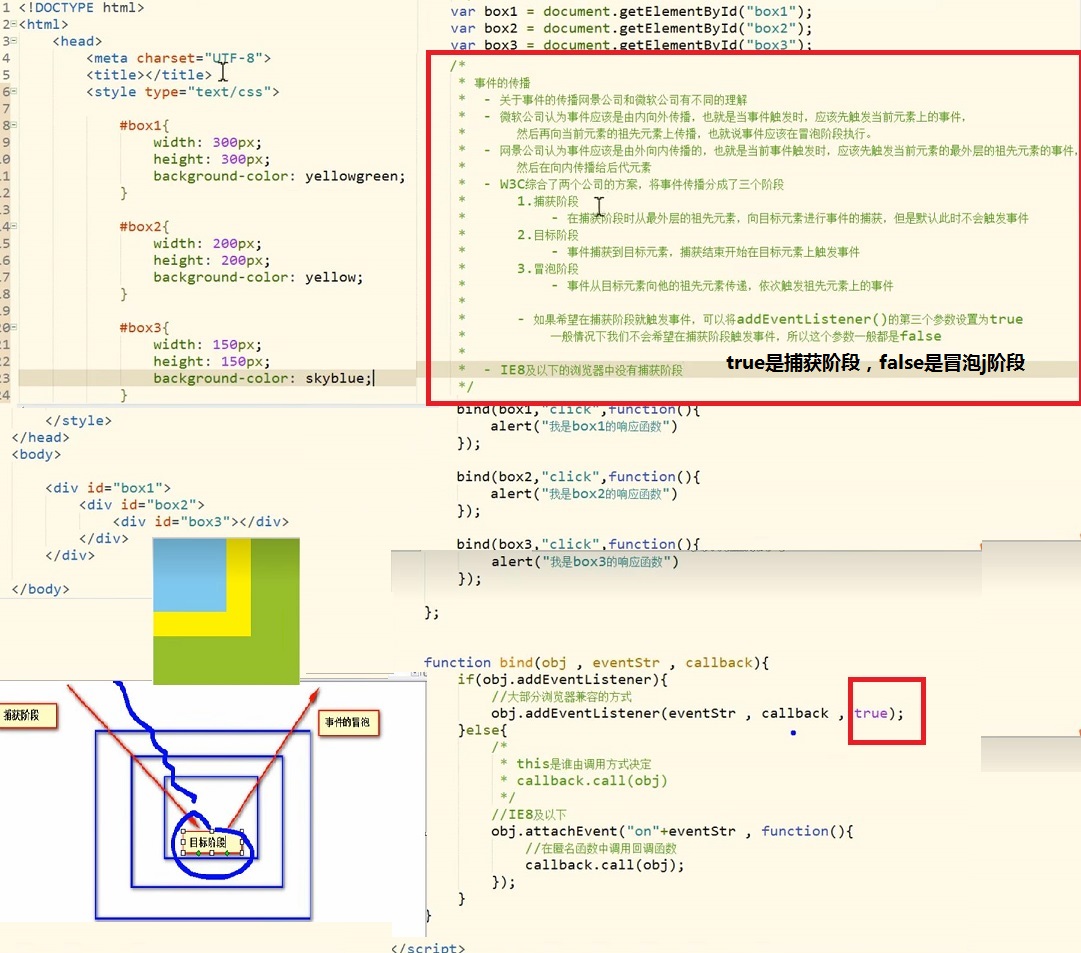 1 <!DOCTYPE html>
2 <html>
3 <head>
4 <meta charset="UTF-8">
5 <title></title>
6 <style type="text/css">
7
8 #box1{
9 width: 300px;
0 height: 300px;
1 background-color: yellowgreen;
2 }
3
4 #box2{
5 width: 200px;
6 height: 200px;
7 background-color: yellow;
8 }
9
0 #box3{
1 width: 150px;
2 height: 150px;
23 background-color: skyblue;
24 }
</style>
</head>
<body>
<div id="box1">
<div id="box2">
<div id="box3"></div>
</div>
</div>
</body>
捕获阶段
事件的冒泡
目标阶段
var box1 = document.getElementById("box1");
var box2 = document.getElementById("box2");
var box3 = document.getElementById("box3");
/*
* 事件的传播
* - 关于事件的传播网景公司和微软公司有不同的理解
* - 微软公司认为事件应该是由内向外传播，也就是当事件触发时，应该先触发当前元素上的事件，
* 然后再向当前元素的祖先元素上传播，也就说事件应该在冒泡阶段执行。
* - 网景公司认为事件应该是由外向内传播的，也就是当前事件触发时，应该先触发当前元素的最外层的祖先元素的事件，
* 然后在向内传播给后代元素
* - W3C综合了两个公司的方案，将事件传播分成了三个阶段
* 1.捕获阶段
* - 在捕获阶段时从最外层的祖先元素，向目标元素进行事件的捕获，但是默认此时不会触发事件
* 2.目标阶段
* - 事件捕获到目标元素，捕获结束开始在目标元素上触发事件
* 3.冒泡阶段
* - 事件从目标元素向他的祖先元素传递，依次触发祖先元素上的事件
*
* - 如果希望在捕获阶段就触发事件，可以将addEventListener()的第三个参数设置为true
* 一般情况下我们不会希望在捕获阶段触发事件，所以这个参数一般都是false
*
* - IE8及以下的浏览器中没有捕获阶段
true是捕获阶段，false是冒泡j阶段
*/
bind(box1,"click",function(){
alert("我是box1的响应函数")
});
bind(box2,"click",function(){
alert("我是box2的响应函数")
});
bind(box3,"click",function(){
alert("我是box3的响应函数")
});
};
function bind(obj , eventStr , callback){
if(obj.addEventListener){
//大部分浏览器兼容的方式
obj.addEventListener(eventStr , callback , true);
}else{
/*
* this是谁由调用方式决定
* callback.call(obj)
*/
//IE8及以下
obj.attachEvent("on"+eventStr , function(){
//在匿名函数中调用回调函数
callback.call(obj);
});
}
}
</script>